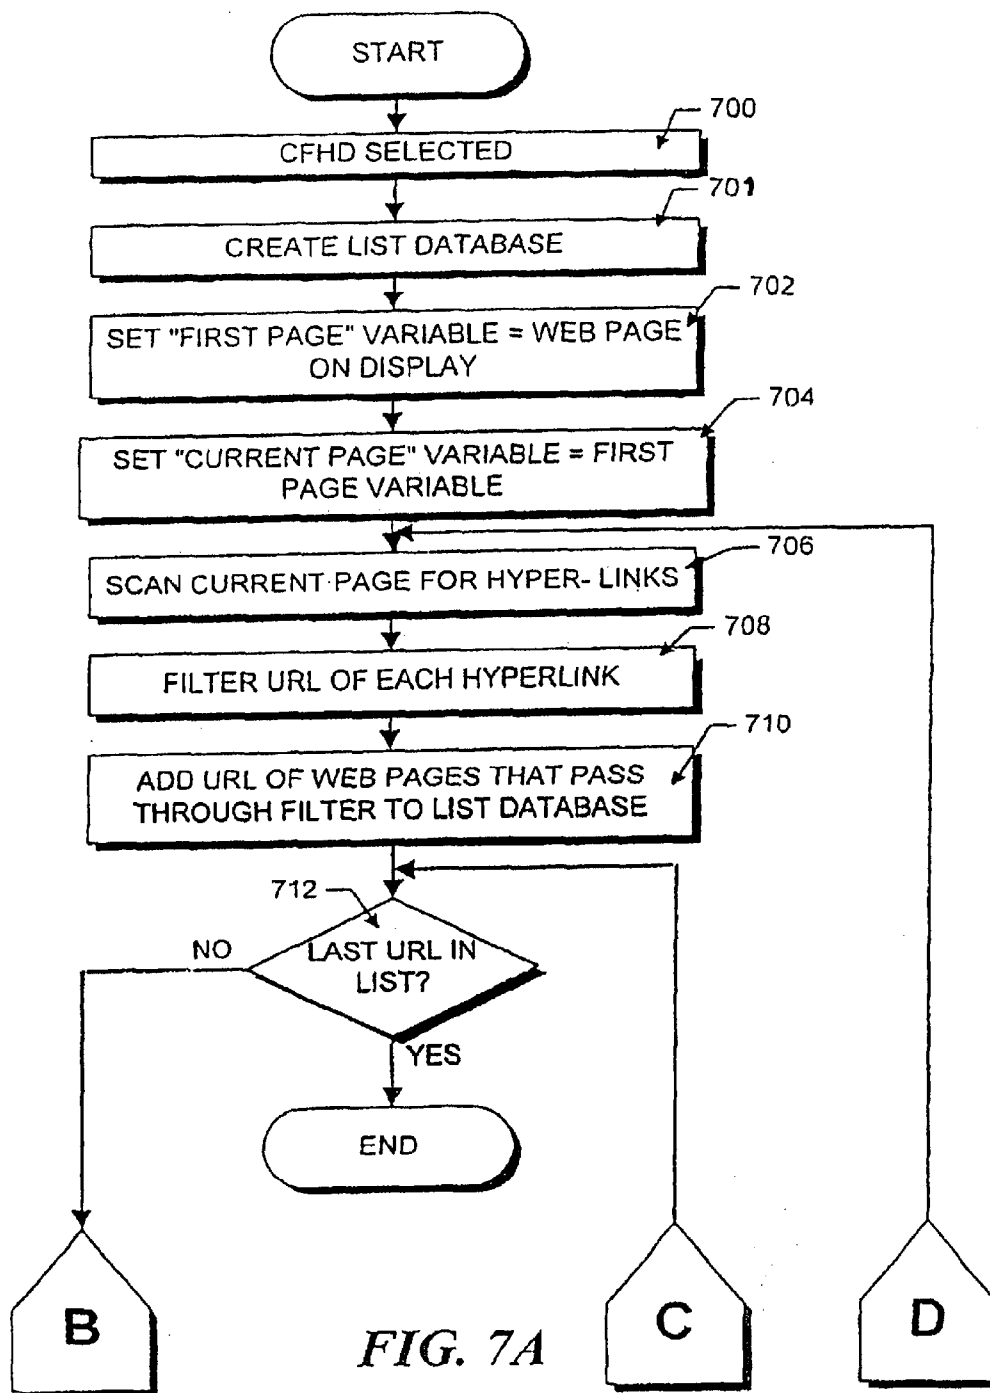 START
700
CFHD SELECTED
701
CREATE LIST DATABASE
702
SET "FIRST PAGE" VARIABLE = WEB PAGE
ON DISPLAY
704
SET "CURRENT PAGE" VARIABLE = FIRST
PAGE VARIABLE
706
SCAN CURRENT PAGE FOR HYPER- LINKS
708
FILTER URL OF EACH HYPERLINK
710
ADD URL OF WEB PAGES THAT PASS
THROUGH FILTER TO LIST DATABASE
712
NO
LAST URL IN
LIST?
YES
END
B
C
D
FIG. 7A